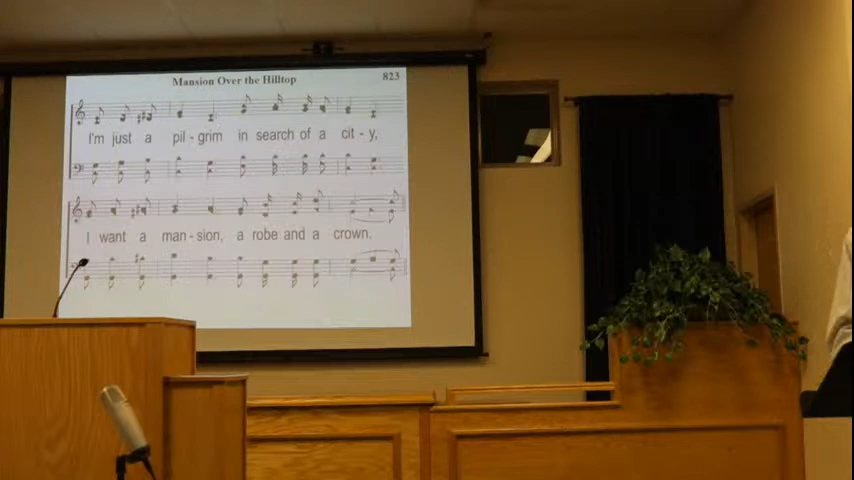 Mansion Over the Hilltop 823
I'm just a pil - grim in search of a cit - y,
I want a man - sion, a robe and a crown.